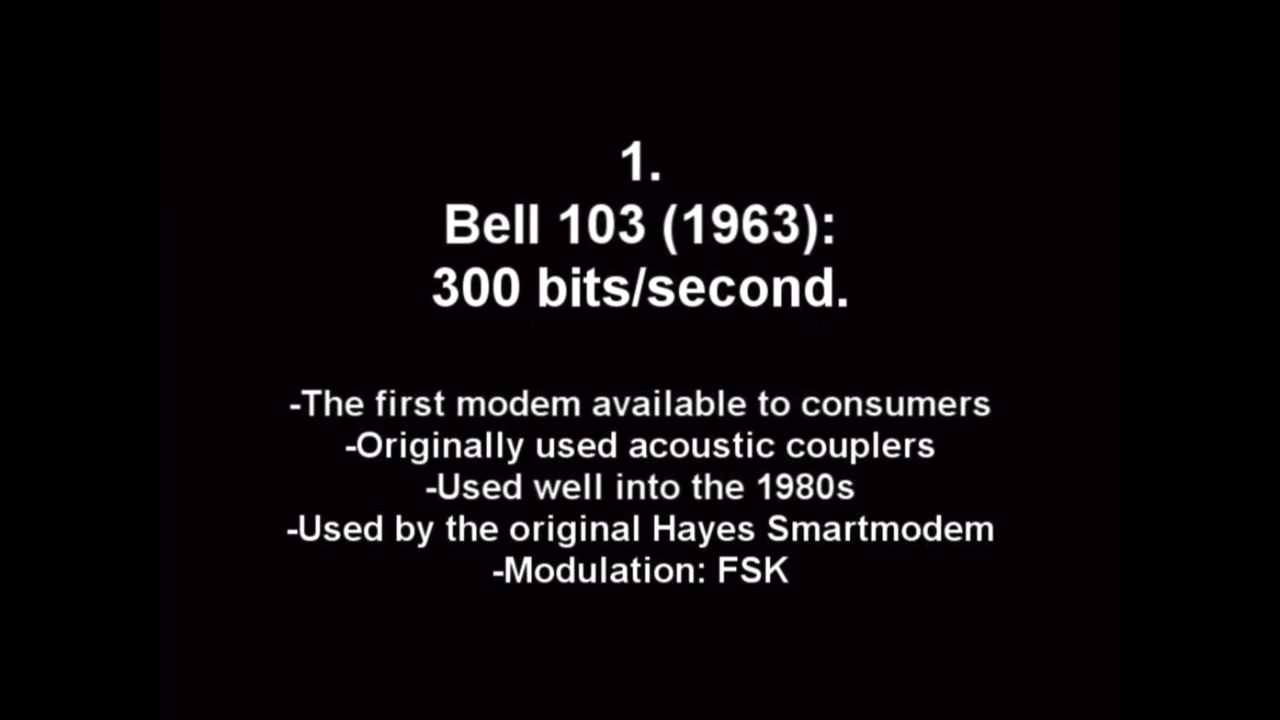 1.
Bell 103 (1963):
300 bits/second.
-The first modem available to consumers
-Originally used acoustic couplers
-Used well into the 1980s
-Used by the original Hayes Smartmodem
-Modulation: FSK